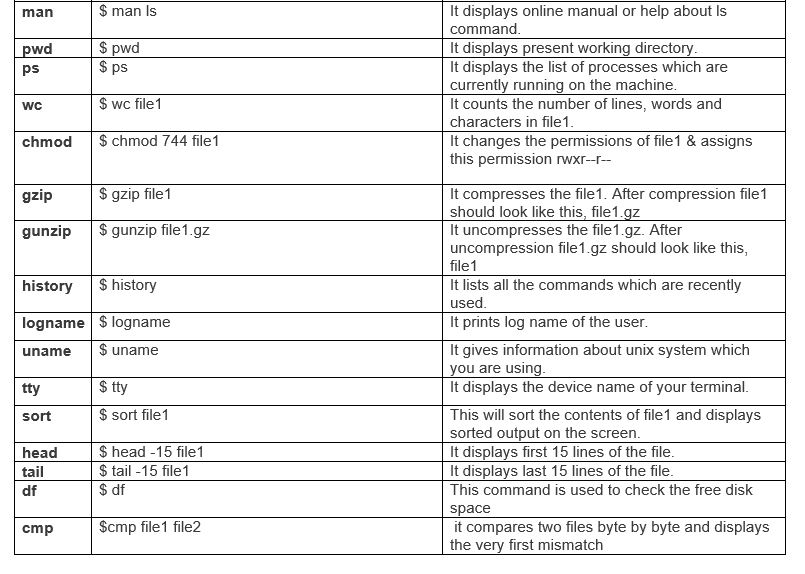 man $ man ls It displays online manual or help about ls
command.
pwd $ pwd It displays present working directory.
ps $ ps It displays the list of processes which are
currently running on the machine.
wc $ wc file1 It counts the number of lines, words and
characters in file1.
chmod $ chmod 744 file1 It changes the permissions of file1 & assigns
this permission rwxr--r--
gzip $ gzip file1 It compresses the file1. After compression file1
should look like this, file1.gz
gunzip $ gunzip file1.gz It uncompresses the file1.gz. After
uncompression file1.gz should look like this,
file1
history $ history It lists all the commands which are recently
used.
logname $ logname It prints log name of the user.
uname $ uname It gives information about unix system which
you are using.
tty $ tty It displays the device name of your terminal.
sort $ sort file1 This will sort the contents of file1 and displays
sorted output on the screen.
head $ head -15 file1 It displays first 15 lines of the file.
tail $ tail -15 file1 It displays last 15 lines of the file.
df $ df This command is used to check the free disk
space
cmp $cmp file1 file2 it compares two files byte by byte and displays
the very first mismatch